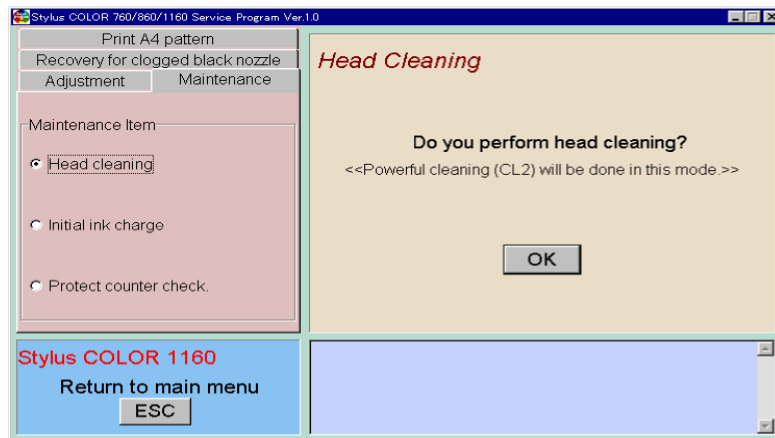 Stylus COLOR 760/860/1160 Service Program Ver.1.0
Print A4 pattern
Recovery for clogged black nozzle
Adjustment
Maintenance
Maintenance Item
Head cleaning
Initial ink charge
Protect counter check.
Head Cleaning
Do you perform head cleaning?
<<Powerful cleaning (CL2) will be done in this mode.>>
OK
Stylus COLOR 1160
Return to main menu
ESC